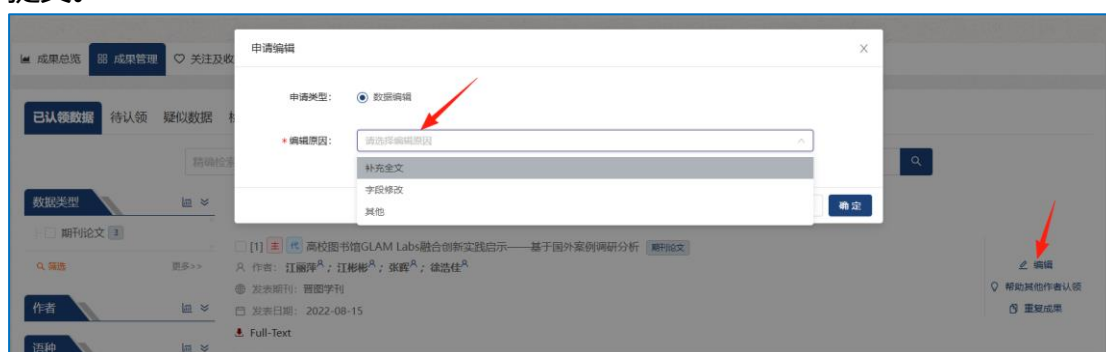 提交。
申请编辑
成果总览 成果管理 关注及收
申请类型： 数据编辑
已认领数据 待认领 疑似数据
* 编辑原因： 请选择编辑原因
精确检索
补充全文
字段修改
其他
确定
数据类型
期刊论文 3
筛选 更多>>
[1] 主 代 高校图书馆GLAM Labs融合创新实践启示——基于国外案例调研分析 期刊论文
作者： 江丽萍; 江彬彬; 张辉; 徐浩佳
发表期刊：晋图学刊
发表日期：2022-08-15
Full-Text
编辑
帮助其他作者认领
重复成果
作者
语种